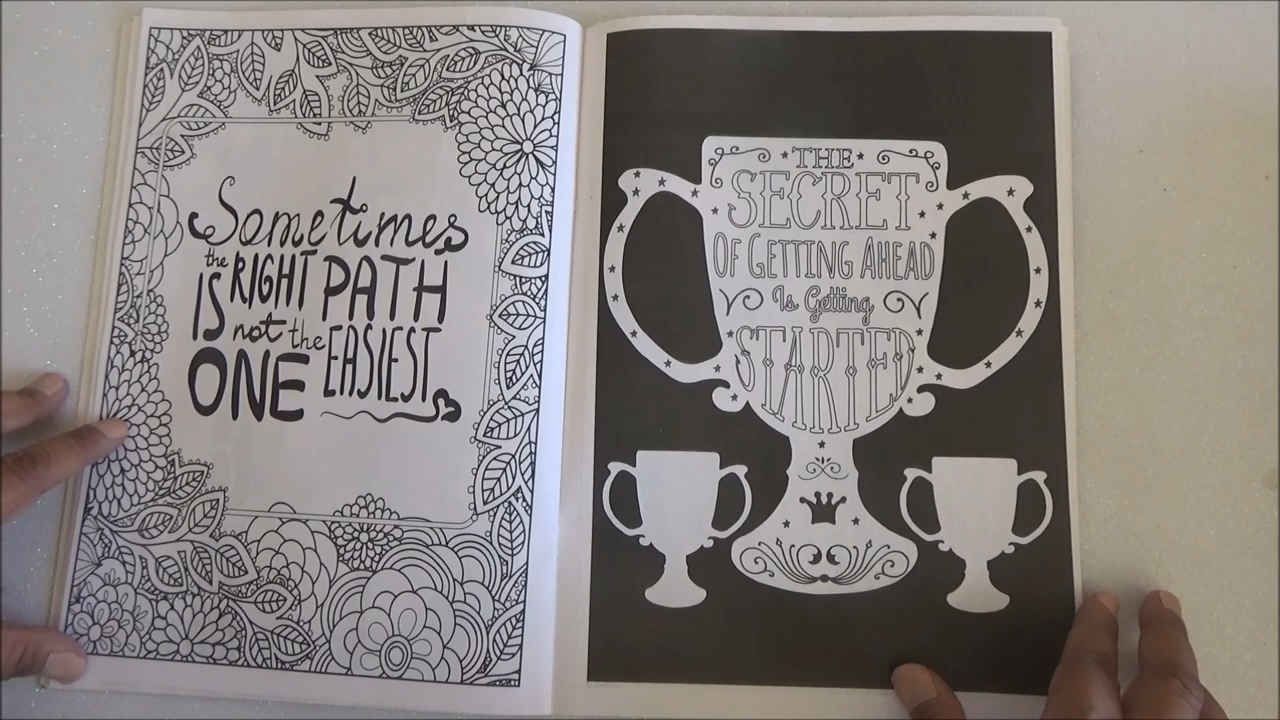 Sometimes
the RIGHT PATH
IS not the EASIEST
ONE
THE
SECRET
OF GETTING AHEAD
Is Getting
STARTED